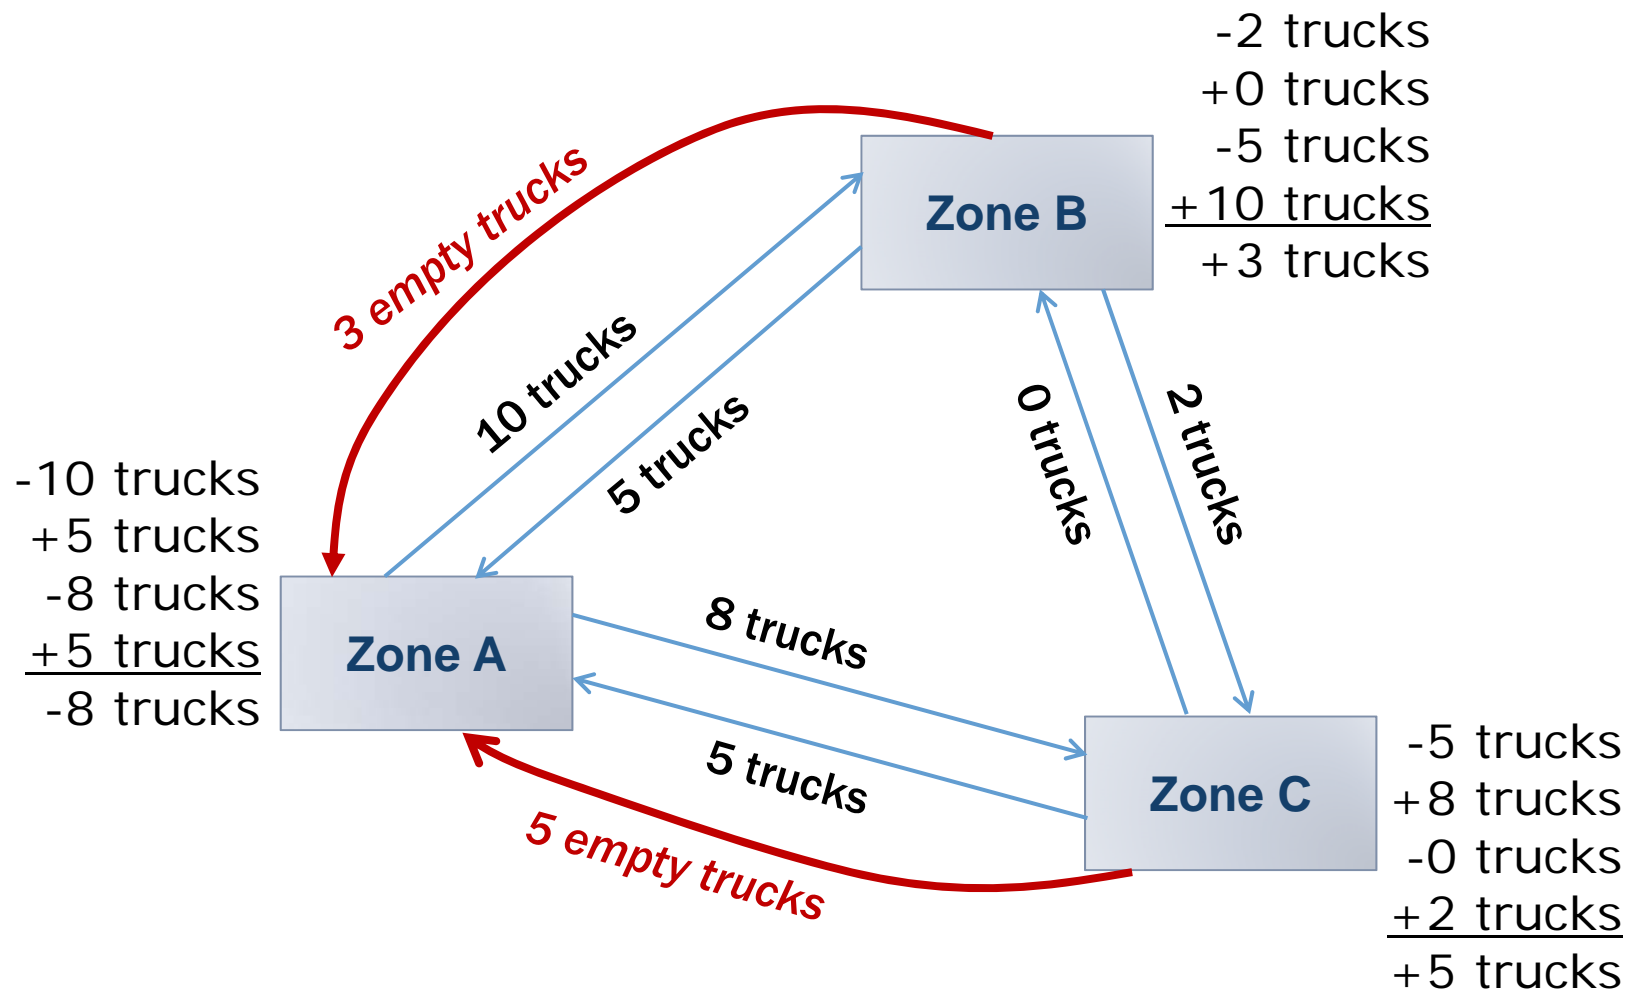 -2 trucks
+0 trucks
-5 trucks
+10 trucks
+3 trucks
Zone B
3 empty trucks
10 trucks
5 trucks
0 trucks
2 trucks
-10 trucks
+5 trucks
-8 trucks
+5 trucks
-8 trucks
Zone A
8 trucks
5 trucks
5 empty trucks
Zone C
-5 trucks
+8 trucks
-0 trucks
+2 trucks
+5 trucks